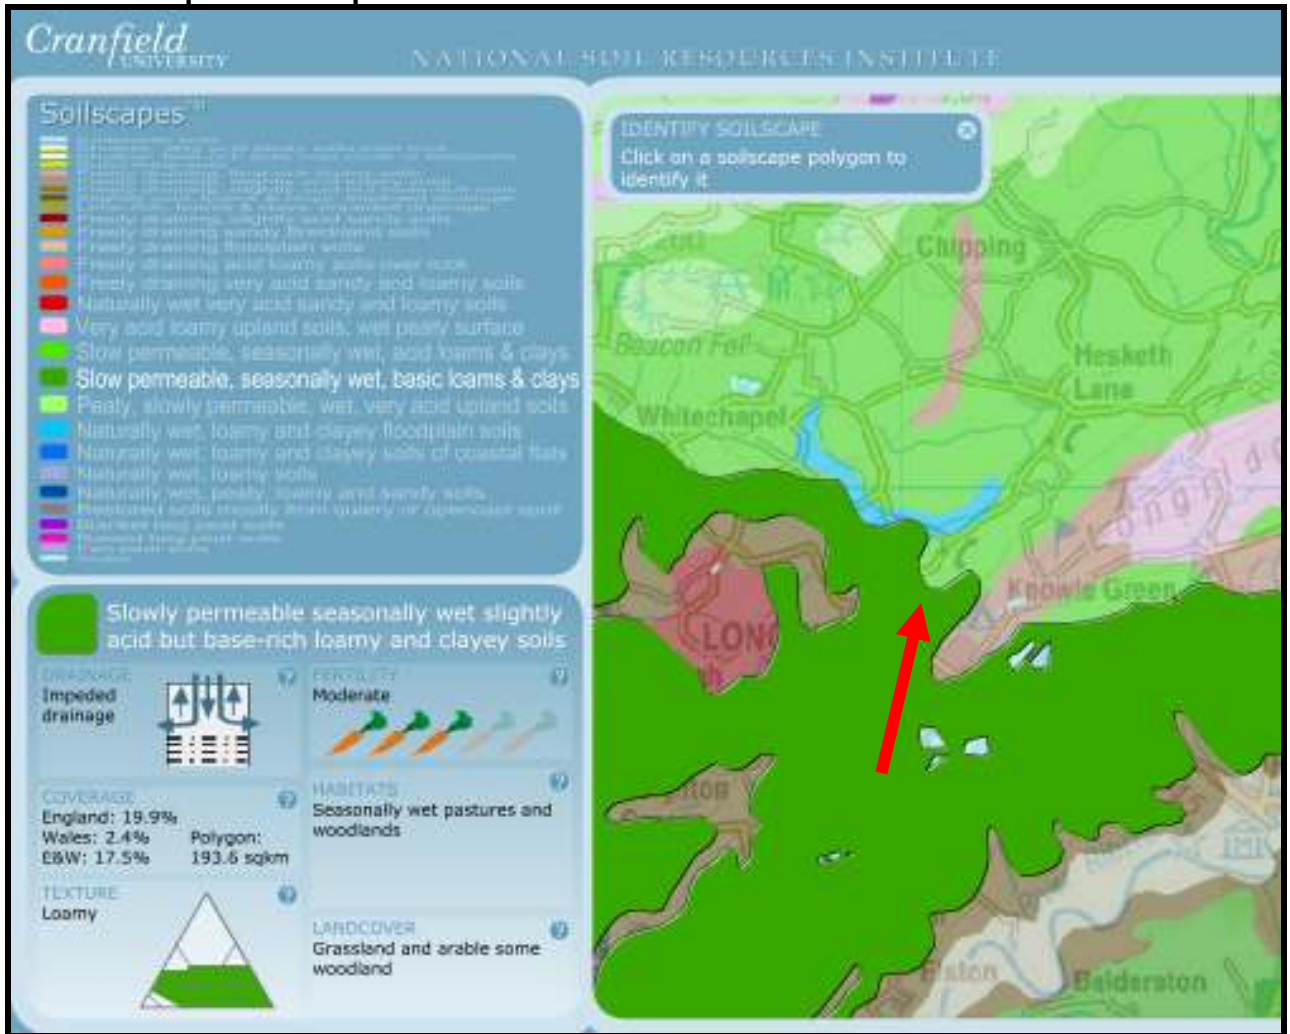 Cranfield
UNIVERSITY
NATIONAL SOIL RESOURCES INSTITUTE
Soilscapes
Freely draining slightly acid sandy soils
Freely draining sandy Breckland soils
Freely draining floodplain soils
Freely draining acid loamy soils over rock
Freely draining very acid sandy and loamy soils
Naturally wet very acid sandy and loamy soils
Very acid loamy upland soils, wet peaty surface
Slow permeable, seasonally wet, acid loams & clays
Slow permeable, seasonally wet, basic loams & clays
Peaty, slowly permeable, wet, very acid upland soils
Naturally wet, loamy and clayey floodplain soils
Naturally wet, loamy and clayey soils of coastal flats
Naturally wet, loamy soils
Naturally wet, peaty, loamy and sandy soils
Restored soils mostly from quarry or opencast spoil
Blanket bog peat soils
Raised bog peat soils
Fen peat soils
Slowly permeable seasonally wet slightly
acid but base-rich loamy and clayey soils
DRAINAGE
Impeded
drainage
FERTILITY
Moderate
COVERAGE
England: 19.9%
Wales: 2.4%
E&W: 17.5%
Polygon:
193.6 sqkm
HABITATS
Seasonally wet pastures and
woodlands
TEXTURE
Loamy
LANDCOVER
Grassland and arable some
woodland
IDENTIFY SOILSCAPE
Click on a soilscape polygon to
identify it
Chipping
Beacon Fell
Hesketh
Lane
Whitechapel
Longridge
Knowle Green
LONG
Balderston